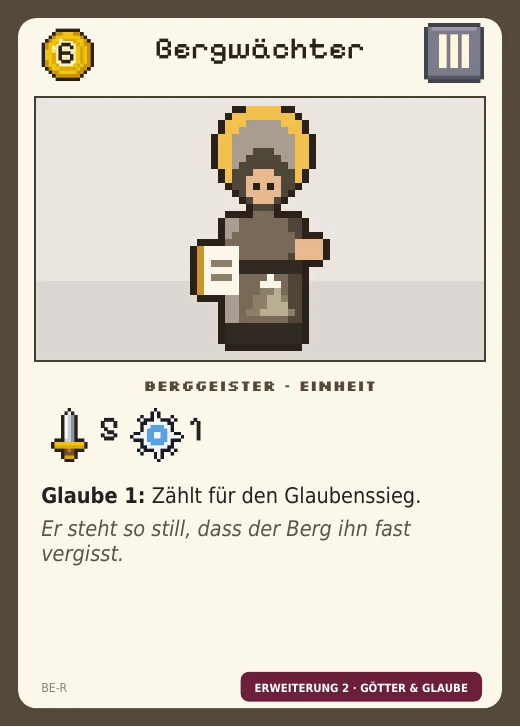 6 Bergwächter III
BERGGEISTER · EINHEIT
8 1
Glaube 1: Zählt für den Glaubenssieg.
Er steht so still, dass der Berg ihn fast
vergisst.
BE-R ERWEITERUNG 2 · GÖTTER & GLAUBE